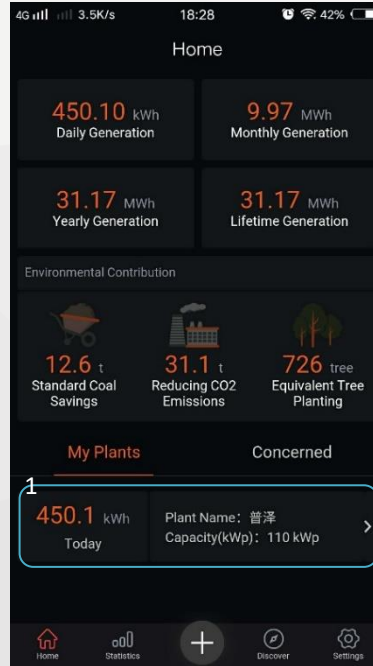 4G 3.5K/s 18:28 42%
Home
450.10 kWh
Daily Generation
9.97 MWh
Monthly Generation
31.17 MWh
Yearly Generation
31.17 MWh
Lifetime Generation
Environmental Contribution
12.6 t
Standard Coal
Savings
31.1 t
Reducing CO2
Emissions
726 tree
Equivalent Tree
Planting
My Plants
Concerned
1
450.1 kWh
Today
Plant Name：普泽
Capacity(kWp)：110 kWp
Home
Statistics
Discover
Settings